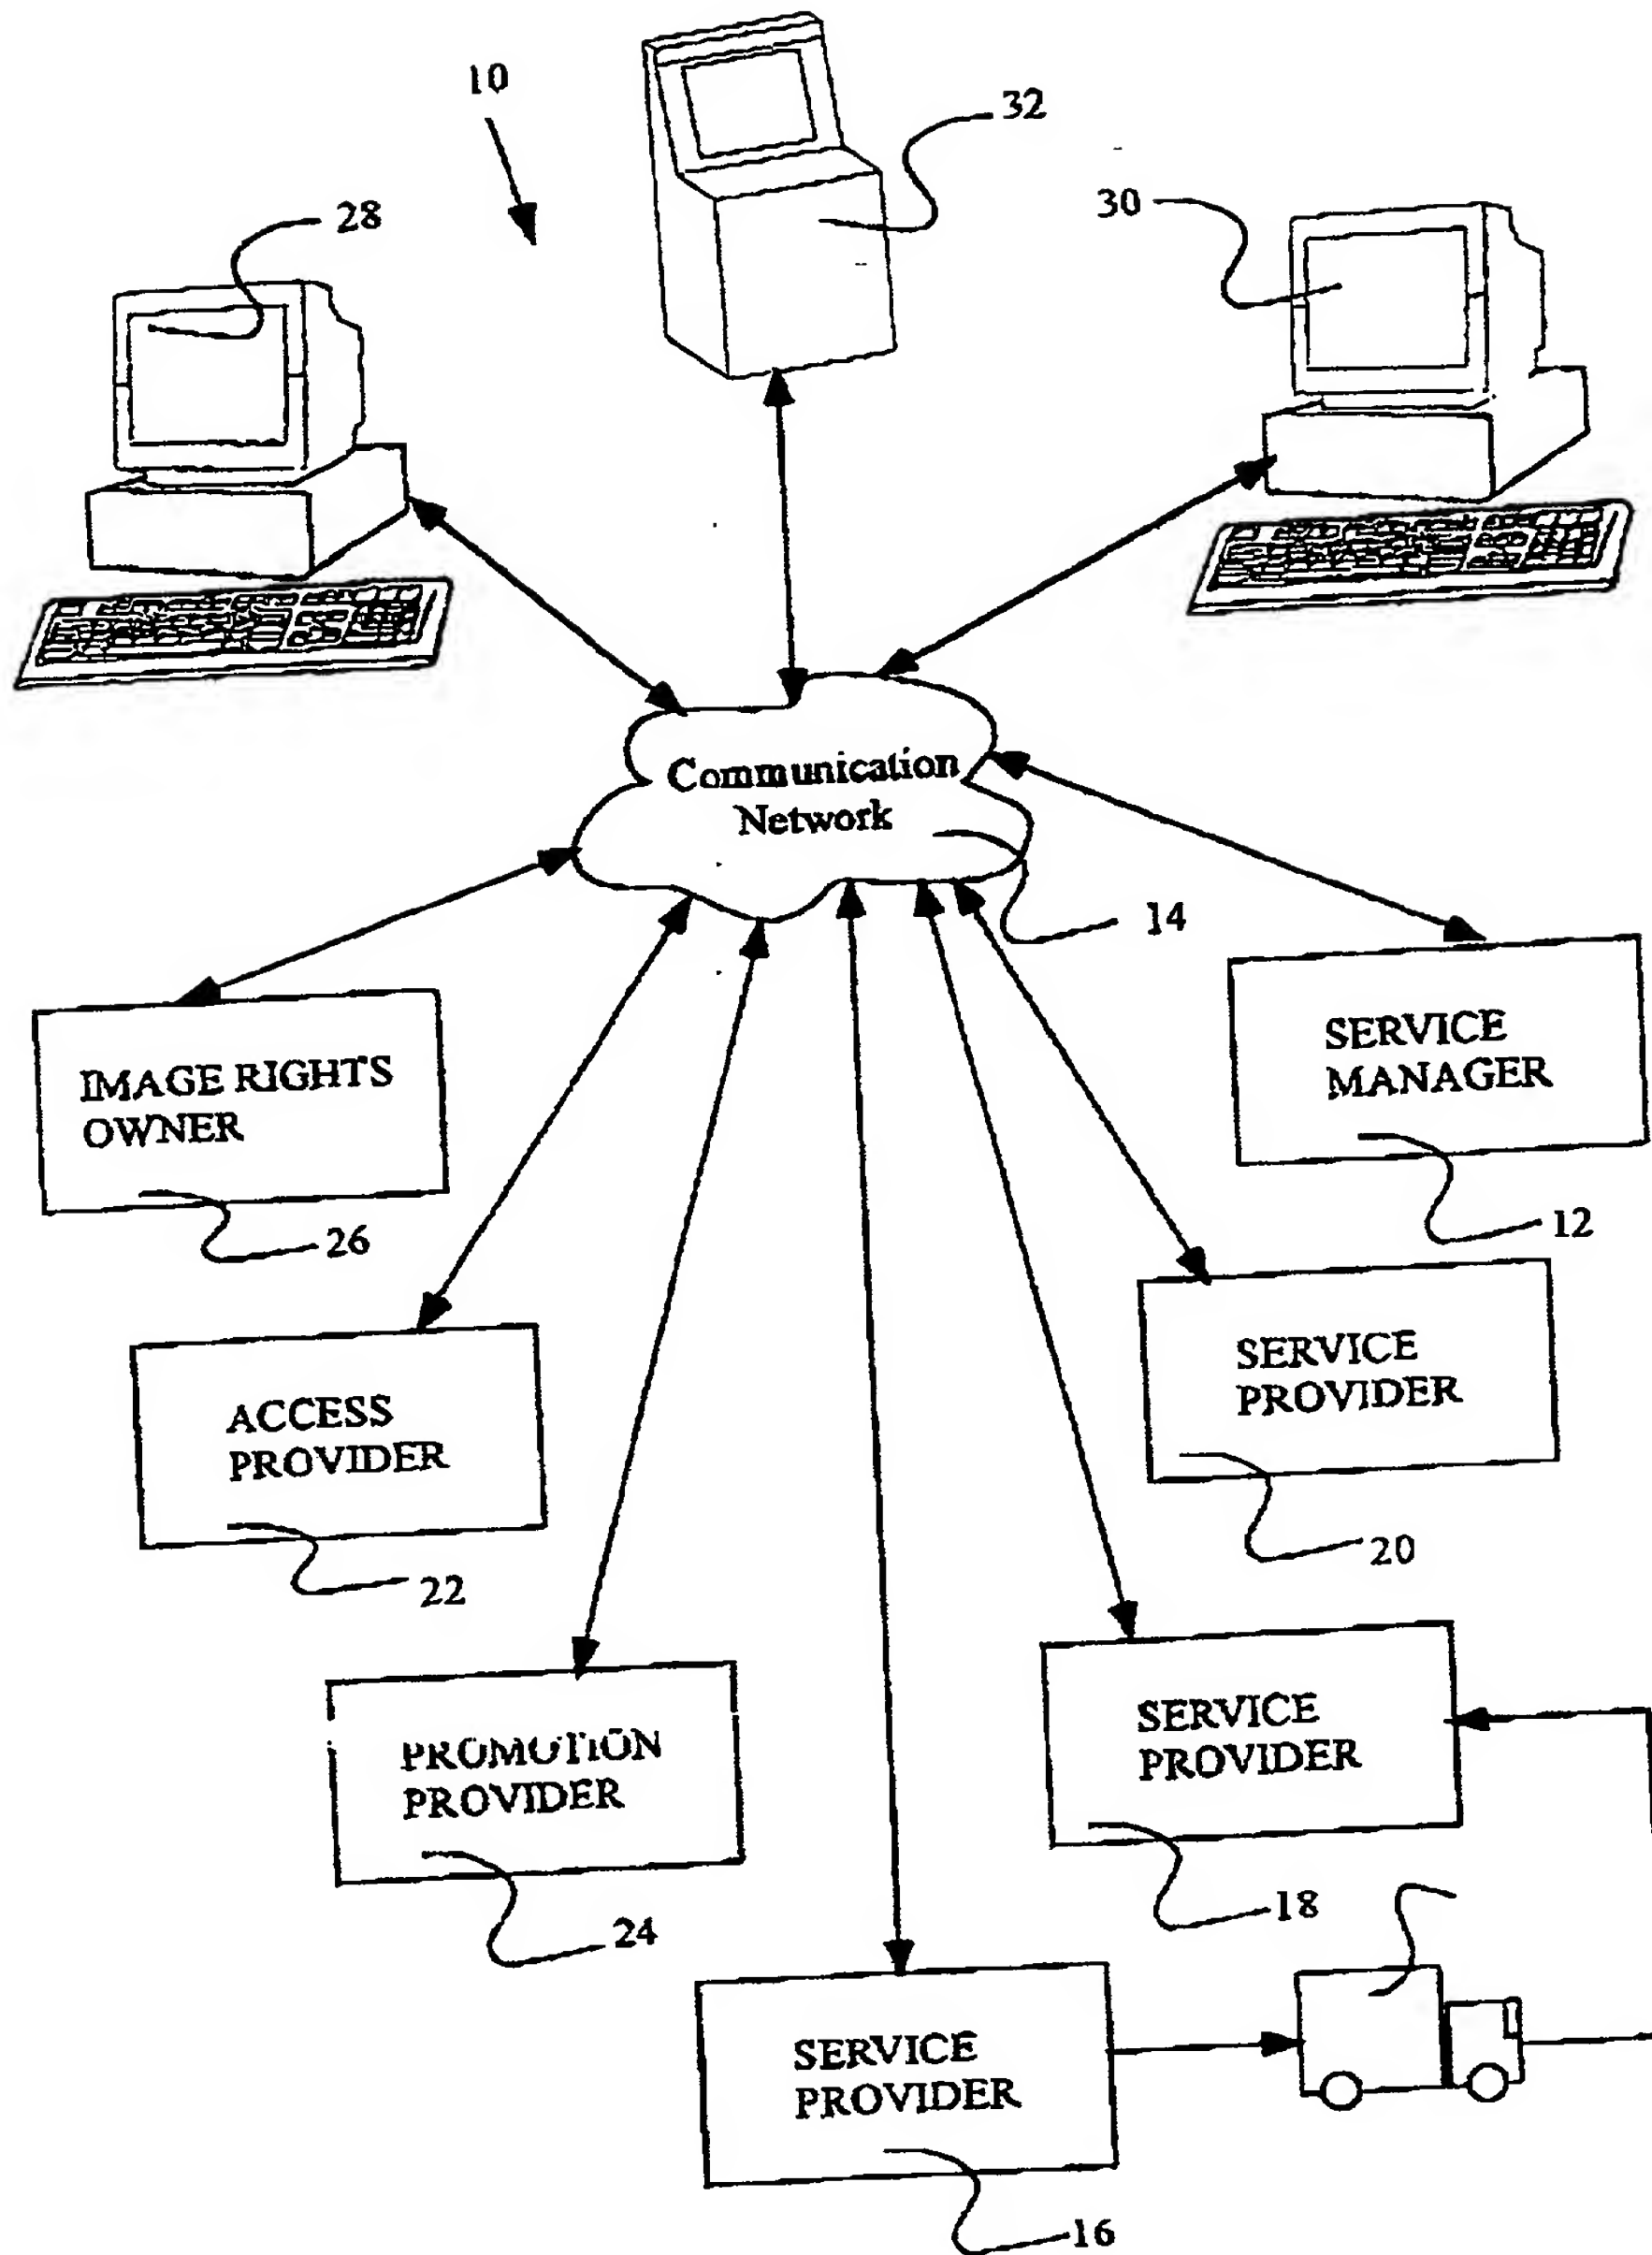 10
32
28
30
Communication
Network
14
IMAGE RIGHTS
OWNER
26
SERVICE
MANAGER
12
ACCESS
PROVIDER
22
SERVICE
PROVIDER
20
PROMOTION
PROVIDER
24
SERVICE
PROVIDER
18
SERVICE
PROVIDER
16